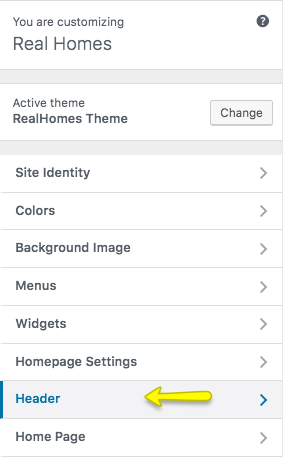 You are customizing
Real Homes
Active theme
RealHomes Theme
Change
Site Identity
Colors
Background Image
Menus
Widgets
Homepage Settings
Header
Home Page